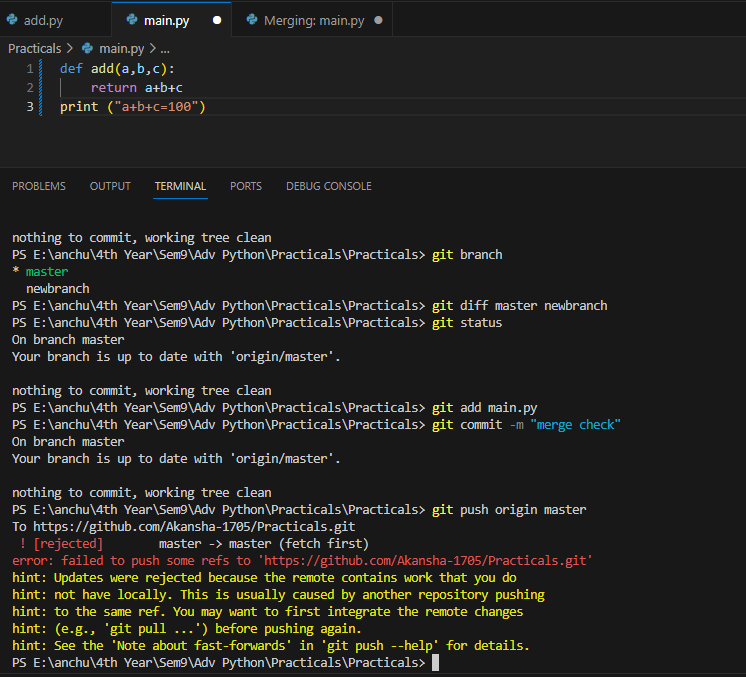 add.py main.py Merging: main.py
Practicals > main.py > ...
1 def add(a,b,c):
2 return a+b+c
3 print ("a+b+c=100")
PROBLEMS OUTPUT TERMINAL PORTS DEBUG CONSOLE
nothing to commit, working tree clean
PS E:\anchu\4th Year\Sem9\Adv Python\Practicals\Practicals> git branch
* master
newbranch
PS E:\anchu\4th Year\Sem9\Adv Python\Practicals\Practicals> git diff master newbranch
PS E:\anchu\4th Year\Sem9\Adv Python\Practicals\Practicals> git status
On branch master
Your branch is up to date with 'origin/master'.
nothing to commit, working tree clean
PS E:\anchu\4th Year\Sem9\Adv Python\Practicals\Practicals> git add main.py
PS E:\anchu\4th Year\Sem9\Adv Python\Practicals\Practicals> git commit -m "merge check"
On branch master
Your branch is up to date with 'origin/master'.
nothing to commit, working tree clean
PS E:\anchu\4th Year\Sem9\Adv Python\Practicals\Practicals> git push origin master
To https://github.com/Akansha-1705/Practicals.git
! [rejected] master -> master (fetch first)
error: failed to push some refs to 'https://github.com/Akansha-1705/Practicals.git'
hint: Updates were rejected because the remote contains work that you do
hint: not have locally. This is usually caused by another repository pushing
hint: to the same ref. You may want to first integrate the remote changes
hint: (e.g., 'git pull ...') before pushing again.
hint: See the 'Note about fast-forwards' in 'git push --help' for details.
PS E:\anchu\4th Year\Sem9\Adv Python\Practicals\Practicals>